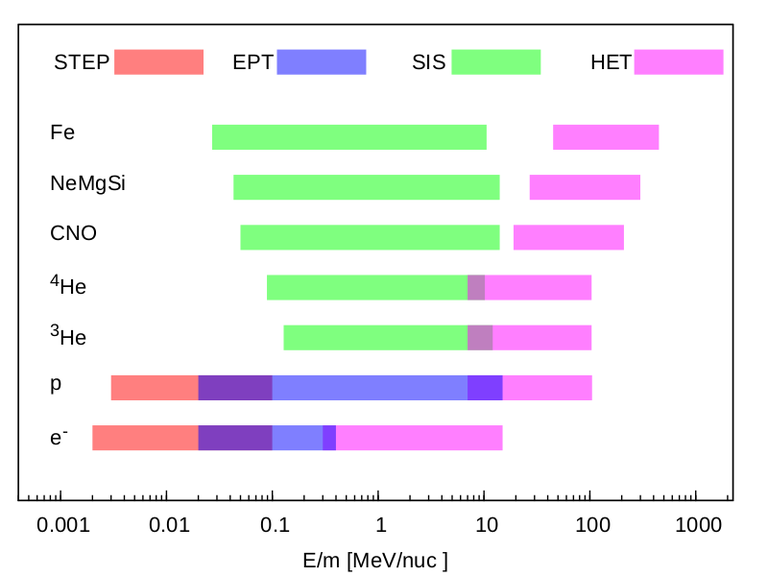 STEP EPT SIS HET
Fe
NeMgSi
CNO
⁴He
³He
p
e⁻
0.001 0.01 0.1 1 10 100 1000
E/m [MeV/nuc ]